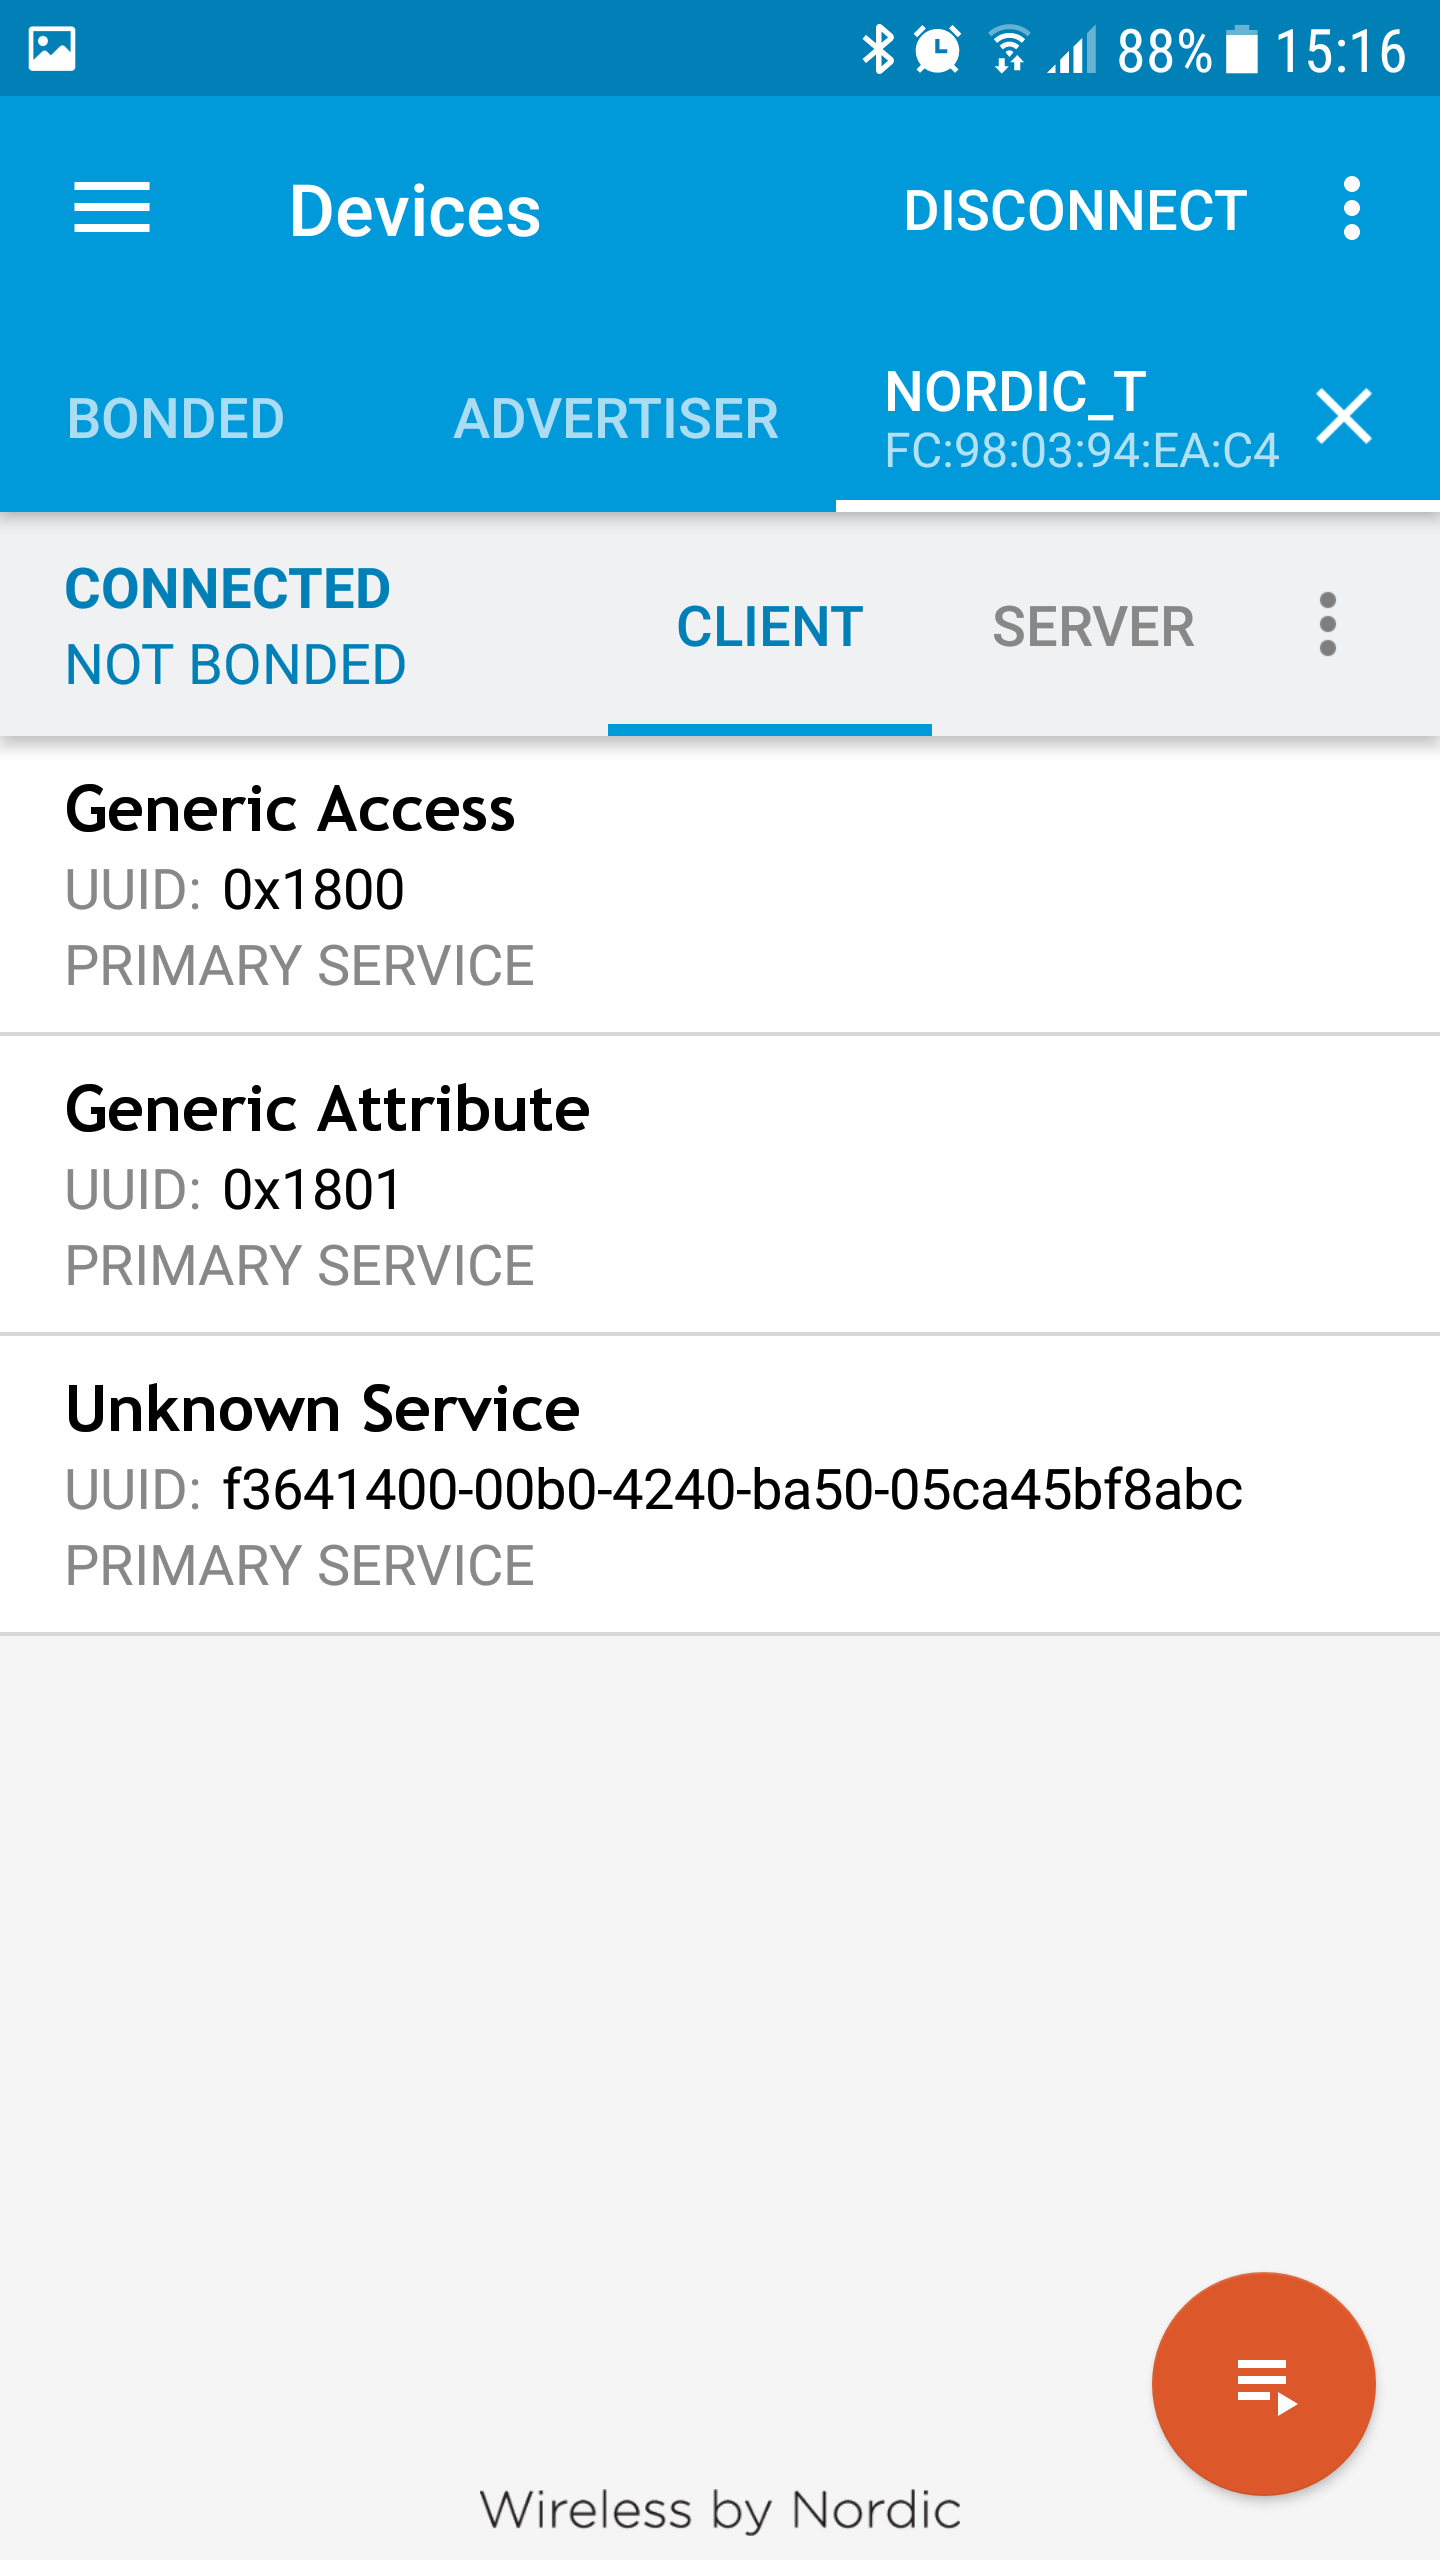 88% 15:16
Devices DISCONNECT
BONDED ADVERTISER NORDIC_T
FC:98:03:94:EA:C4
CONNECTED
NOT BONDED
CLIENT SERVER
Generic Access
UUID: 0x1800
PRIMARY SERVICE
Generic Attribute
UUID: 0x1801
PRIMARY SERVICE
Unknown Service
UUID: f3641400-00b0-4240-ba50-05ca45bf8abc
PRIMARY SERVICE
Wireless by Nordic